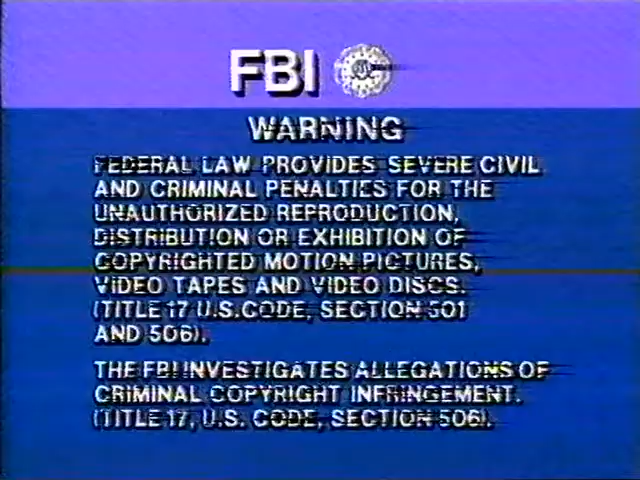 FBI
WARNING
FEDERAL LAW PROVIDES SEVERE CIVIL
AND CRIMINAL PENALTIES FOR THE
UNAUTHORIZED REPRODUCTION,
DISTRIBUTION OR EXHIBITION OF
COPYRIGHTED MOTION PICTURES,
VIDEO TAPES AND VIDEO DISCS.
(TITLE 17 U.S. CODE, SECTION 501
AND 506).
THE FBI INVESTIGATES ALLEGATIONS OF
CRIMINAL COPYRIGHT INFRINGEMENT.
(TITLE 17, U.S. CODE, SECTION 506).